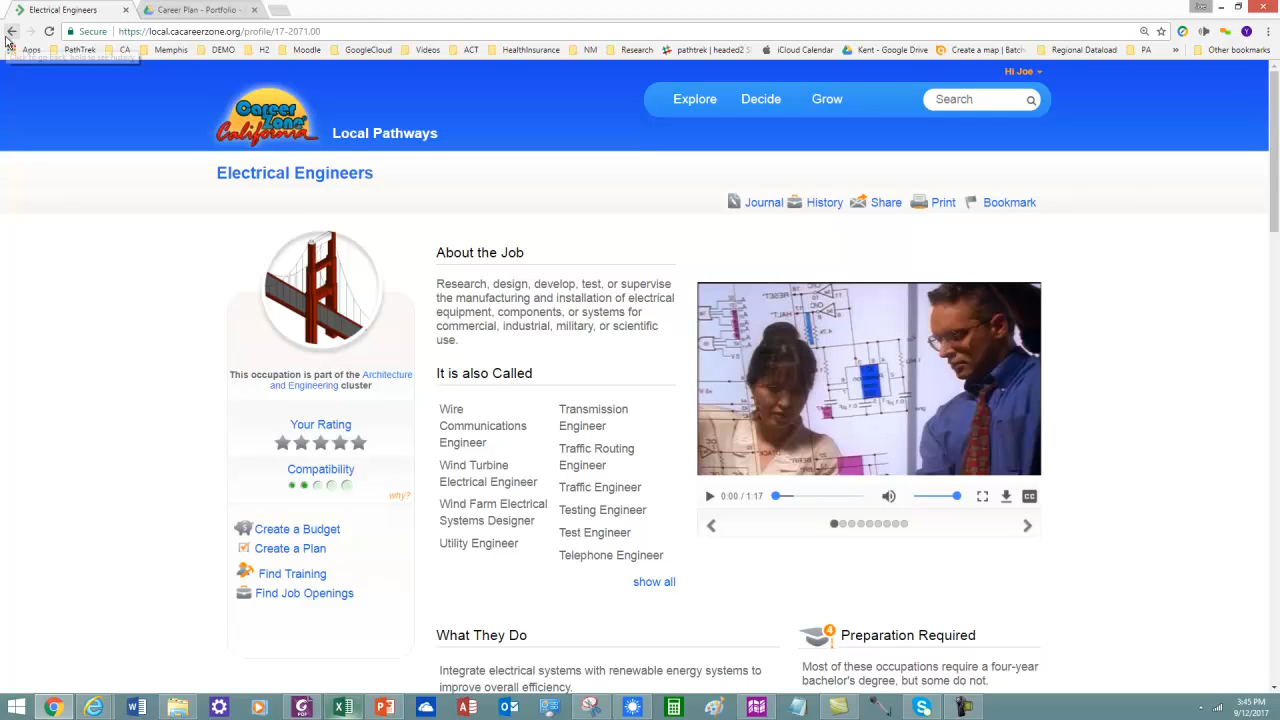 Electrical Engineers
Career Plan - Portfolio -
Secure
https://local.cacareerzone.org/profile/17-2071.00
Apps PathTrek CA Memphis DEMO H2 Moodle GoogleCloud Videos ACT HealthInsurance NM Research pathtrek | headed2 S iCloud Calendar Kent - Google Drive Create a map | Batch Regional Dataload PA » Other bookmarks
Click to go back, hold to see history
Hi Joe
Career Zone California
Local Pathways
Explore Decide Grow Search
Electrical Engineers
Journal History Share Print Bookmark
About the Job
Research, design, develop, test, or supervise
the manufacturing and installation of electrical
equipment, components, or systems for
commercial, industrial, military, or scientific
use.
This occupation is part of the Architecture
and Engineering cluster
Your Rating
Compatibility
why?
Create a Budget
Create a Plan
Find Training
Find Job Openings
It is also Called
Wire
Communications
Engineer
Wind Turbine
Electrical Engineer
Wind Farm Electrical
Systems Designer
Utility Engineer
Transmission
Engineer
Traffic Routing
Engineer
Traffic Engineer
Testing Engineer
Test Engineer
Telephone Engineer
show all
0:00 / 1:17
CC
What They Do
Integrate electrical systems with renewable energy systems to
improve overall efficiency.
4
Preparation Required
Most of these occupations require a four-year
bachelor's degree, but some do not.
3:45 PM
9/12/2017